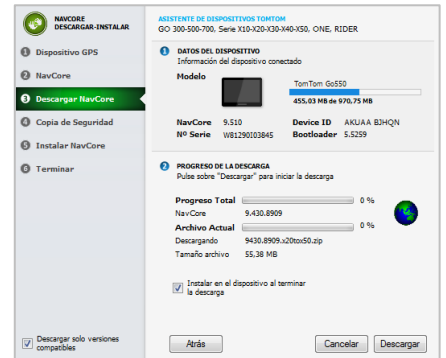 NAVCORE
DESCARGAR-INSTALAR
1 Dispositivo GPS
2 NavCore
3 Descargar NavCore
4 Copia de Seguridad
5 Instalar NavCore
6 Terminar
Descargar solo versiones
compatibles
ASISTENTE DE DISPOSITIVOS TOMTOM
GO 300-500-700, Serie X10-X20-X30-X40-X50, ONE, RIDER
1 DATOS DEL DISPOSITIVO
Información del dispositivo conectado
Modelo
TomTom Go550
455,03 MB de 970,75 MB
NavCore 9.510 Device ID AKUAA BJHQN
Nº Serie W81290I03845 Bootloader 5.5259
2 PROGRESO DE LA DESCARGA
Pulse sobre "Descargar" para iniciar la descarga
Progreso Total 0 %
NavCore 9.430.8909
Archivo Actual 0 %
Descargando 9430.8909.x20tox50.zip
Tamaño archivo 55,38 MB
Instalar en el dispositivo al terminar
la descarga
Atrás Cancelar Descargar